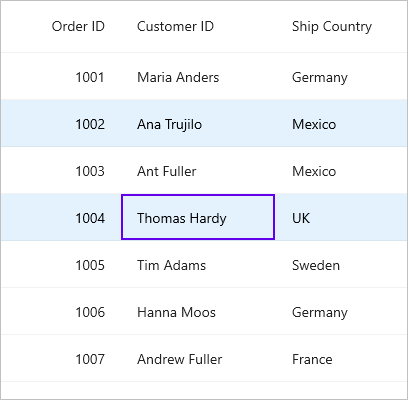 Order ID Customer ID Ship Country
1001 Maria Anders Germany
1002 Ana Trujilo Mexico
1003 Ant Fuller Mexico
1004 Thomas Hardy UK
1005 Tim Adams Sweden
1006 Hanna Moos Germany
1007 Andrew Fuller France